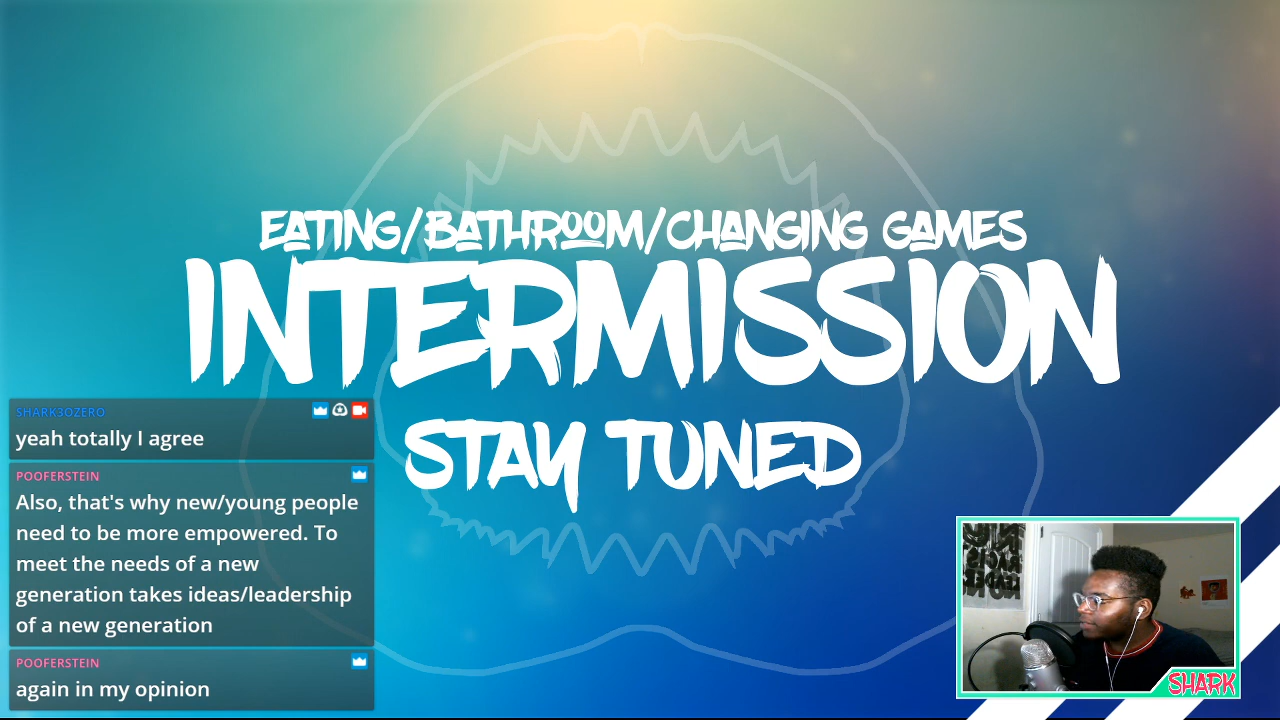 EATING/BATHROOM/CHANGING GAMES
INTERMISSION
STAY TUNED
SHARK3OZERO
yeah totally I agree
POOFERSTEIN
Also, that's why new/young people
need to be more empowered. To
meet the needs of a new
generation takes ideas/leadership
of a new generation
POOFERSTEIN
again in my opinion
SHARK